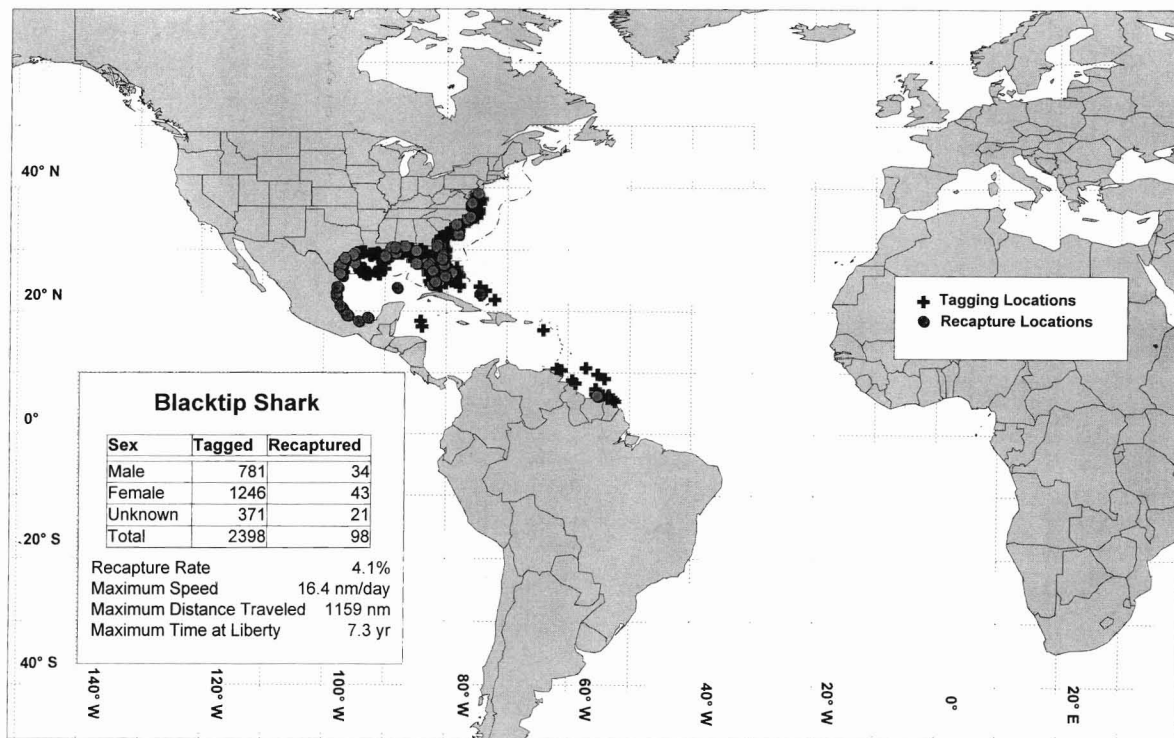 40° N
20° N
0°
20° S
40° S
Tagging Locations
Recapture Locations
Blacktip Shark
Sex Tagged Recaptured
Male 781 34
Female 1246 43
Unknown 371 21
Total 2398 98
Recapture Rate 4.1%
Maximum Speed 16.4 nm/day
Maximum Distance Traveled 1159 nm
Maximum Time at Liberty 7.3 yr
140° W
120° W
100° W
80° W
60° W
40° W
20° W
0°
20° E